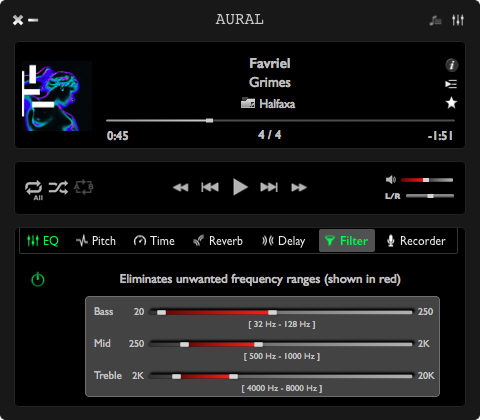 AURAL
Favriel
Grimes
Halfaxa
0:45 4 / 4 -1:51
All A B
L/R
EQ Pitch Time Reverb Delay Filter Recorder
Eliminates unwanted frequency ranges (shown in red)
Bass 20 250
[ 32 Hz - 128 Hz ]
Mid 250 2K
[ 500 Hz - 1000 Hz ]
Treble 2K 20K
[ 4000 Hz - 8000 Hz ]